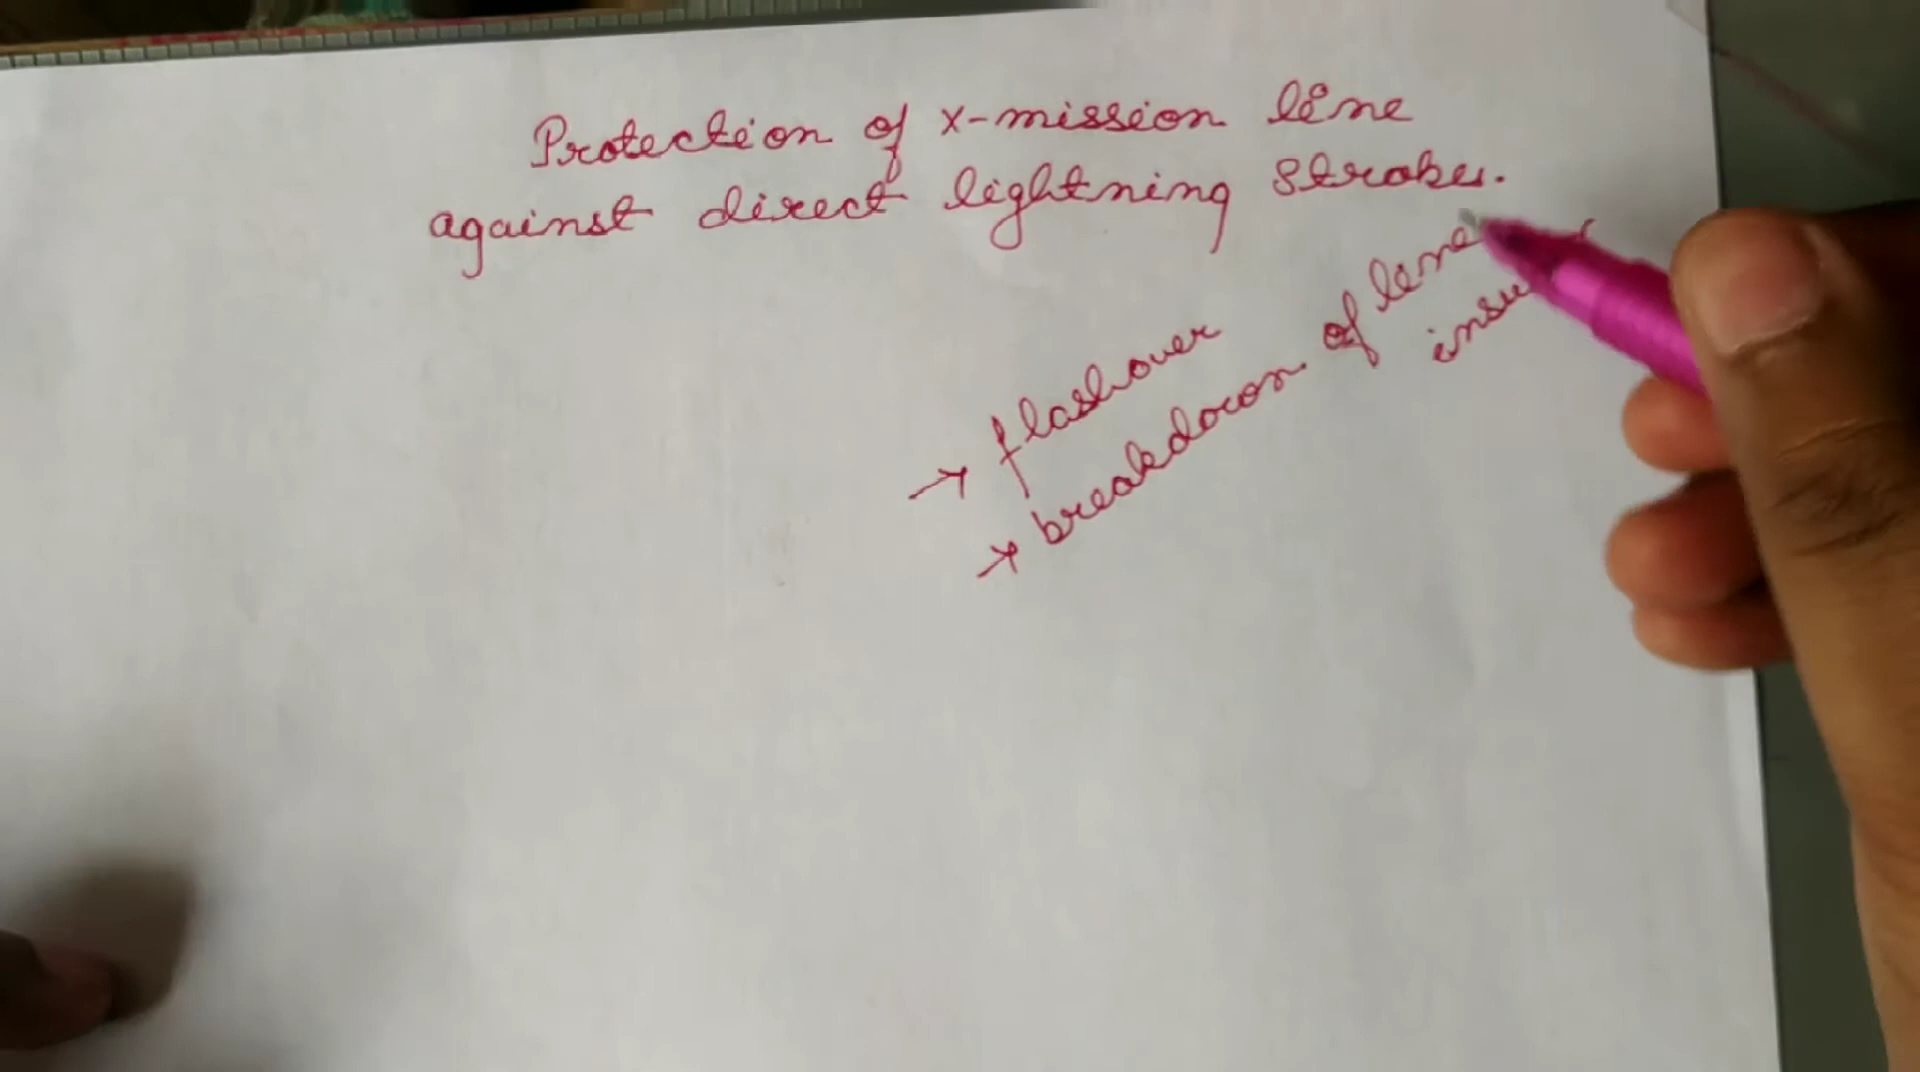 Protection of x-mission line
against direct lightning strokes.
→ flashover
→ breakdown of line